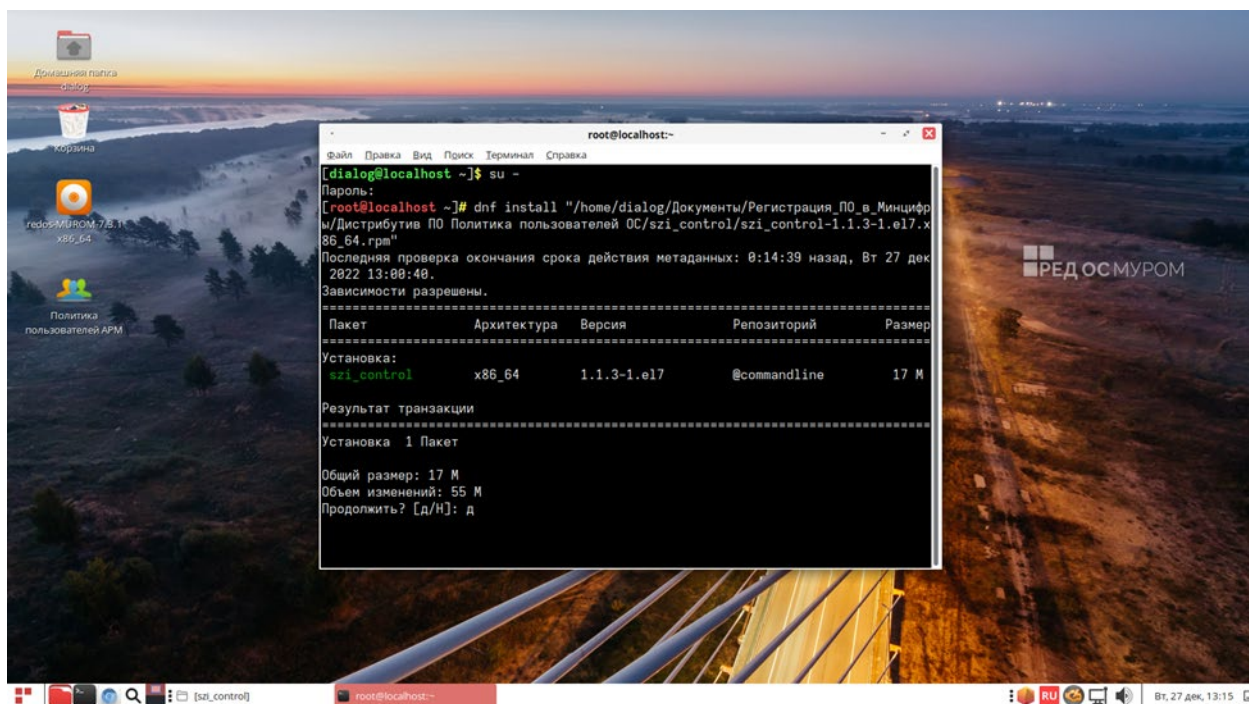 Домашняя папка
dialog
Корзина
redos-MUROM-7.3.1
x86_64
Политика
пользователей АРМ
root@localhost:~
Файл Правка Вид Поиск Терминал Справка
[dialog@localhost ~]$ su -
Пароль:
[root@localhost ~]# dnf install "/home/dialog/Документы/Регистрация_ПО_в_Минцифр
ы/Дистрибутив ПО Политика пользователей ОС/szi_control/szi_control-1.1.3-1.el7.x
86_64.rpm"
Последняя проверка окончания срока действия метаданных: 0:14:39 назад, Вт 27 дек
2022 13:00:40.
Зависимости разрешены.
================================================================================
Пакет Архитектура Версия Репозиторий Размер
================================================================================
Установка:
szi_control x86_64 1.1.3-1.el7 @commandline 17 M
Результат транзакции
================================================================================
Установка 1 Пакет
Общий размер: 17 M
Объем изменений: 55 M
Продолжить? [д/Н]: д
РЕД ОС МУРОМ
[szi_control]
root@localhost:~
RU
Вт, 27 дек, 13:15